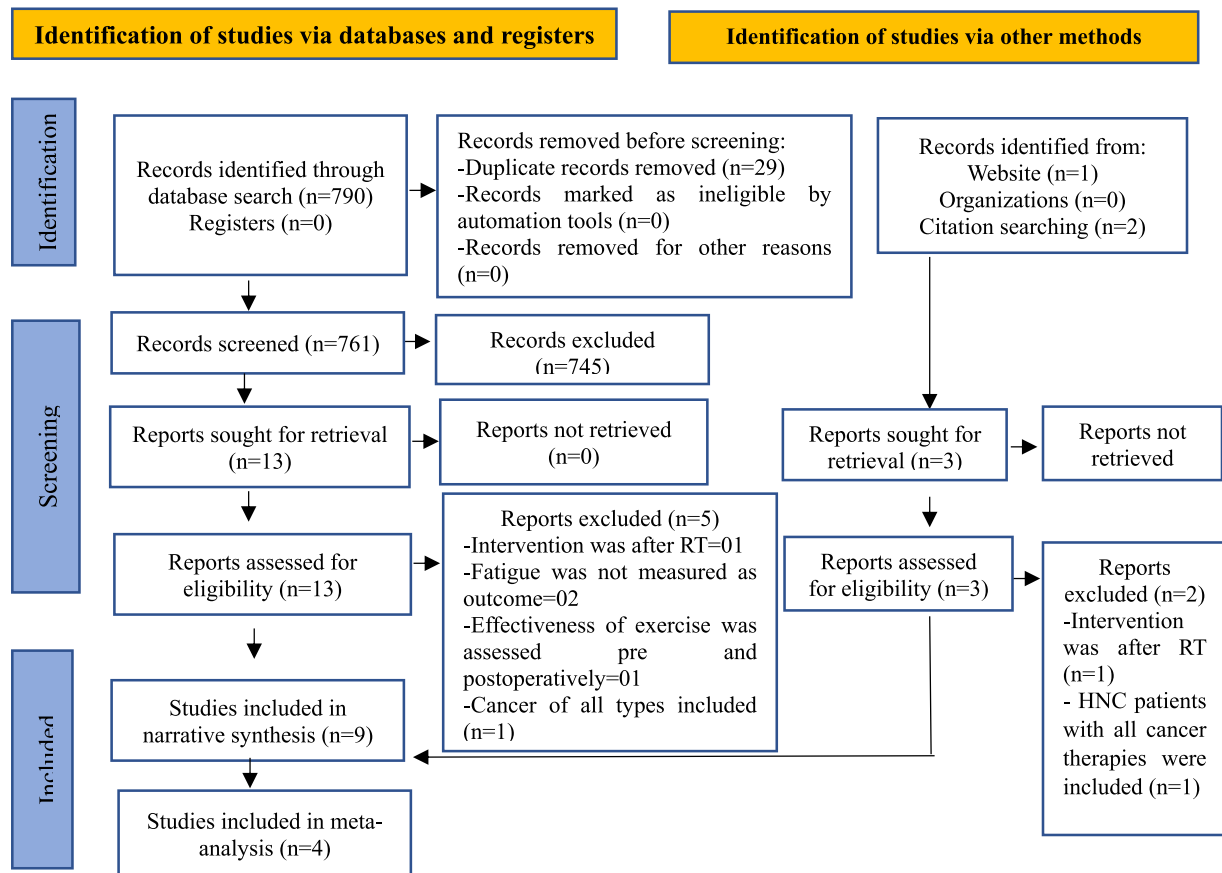 Identification of studies via databases and registers
Identification of studies via other methods
Identification
Records identified through
database search (n=790)
Registers (n=0)
Records removed before screening:
-Duplicate records removed (n=29)
-Records marked as ineligible by
automation tools (n=0)
-Records removed for other reasons
(n=0)
Records identified from:
Website (n=1)
Organizations (n=0)
Citation searching (n=2)
Screening
Records screened (n=761)
Records excluded
(n=745)
Reports sought for retrieval
(n=13)
Reports not retrieved
(n=0)
Reports sought for
retrieval (n=3)
Reports not
retrieved
Reports assessed for
eligibility (n=13)
Reports excluded (n=5)
-Intervention was after RT=01
-Fatigue was not measured as
outcome=02
-Effectiveness of exercise was
assessed pre and
postoperatively=01
-Cancer of all types included
(n=1)
Reports assessed
for eligibility (n=3)
Reports
excluded (n=2)
-Intervention
was after RT
(n=1)
- HNC patients
with all cancer
therapies were
included (n=1)
Included
Studies included in
narrative synthesis (n=9)
Studies included in meta-
analysis (n=4)